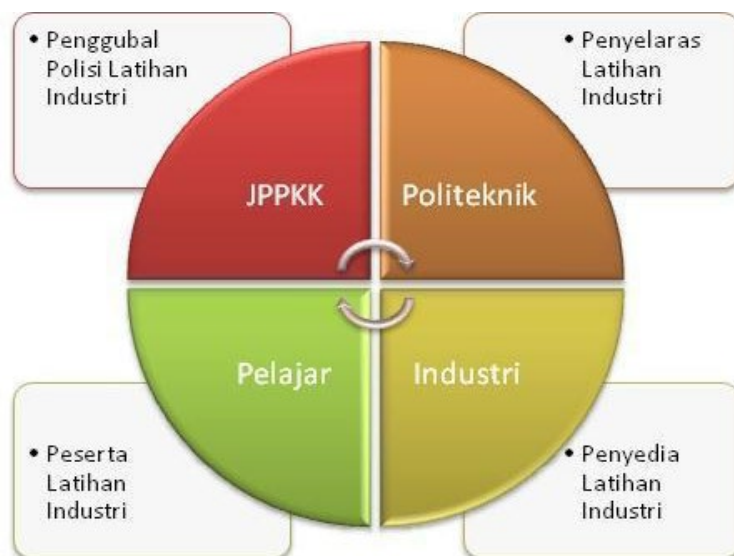 • Penggubal
Polisi Latihan
Industri
• Penyelaras
Latihan
Industri
JPPKK
Politeknik
Pelajar
Industri
• Peserta
Latihan
Industri
• Penyedia
Latihan
Industri